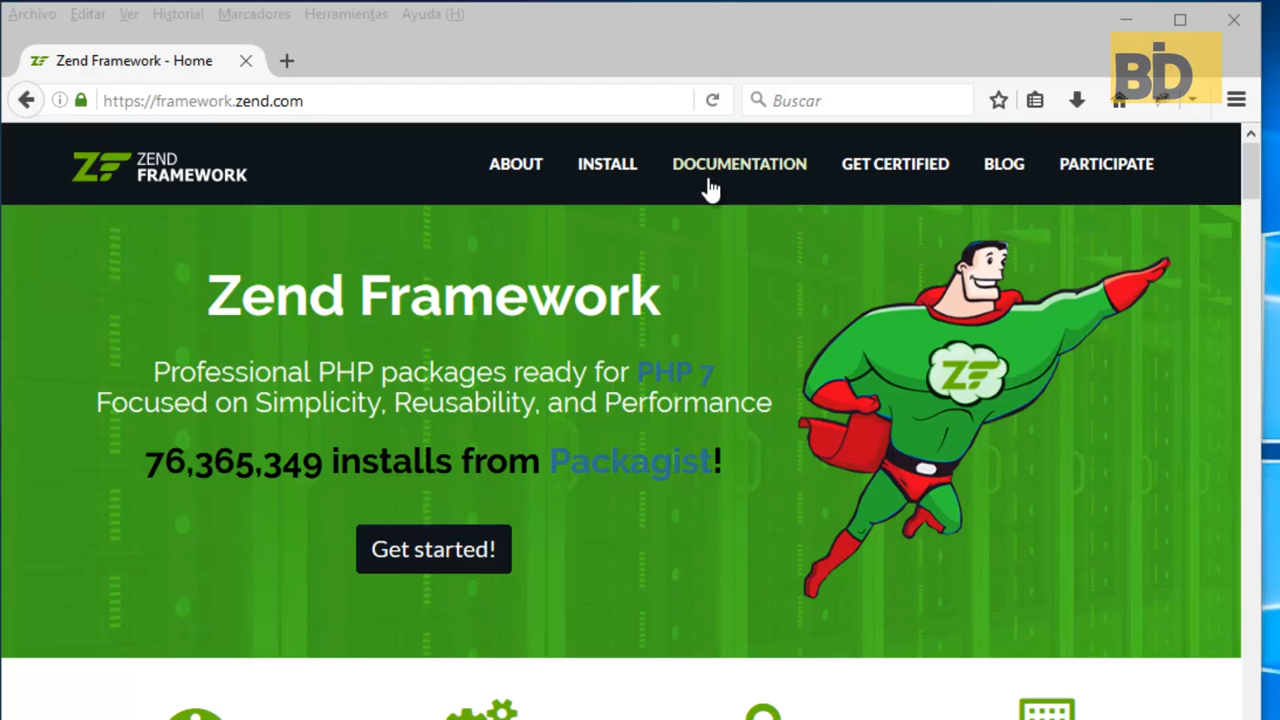 Archivo Editar Ver Historial Marcadores Herramientas Ayuda (H)
Zend Framework - Home
BID
https://framework.zend.com
Buscar
ZEND
FRAMEWORK
ABOUT INSTALL DOCUMENTATION GET CERTIFIED BLOG PARTICIPATE
Zend Framework
Professional PHP packages ready for PHP 7
Focused on Simplicity, Reusability, and Performance
76,365,349 installs from Packagist!
Get started!